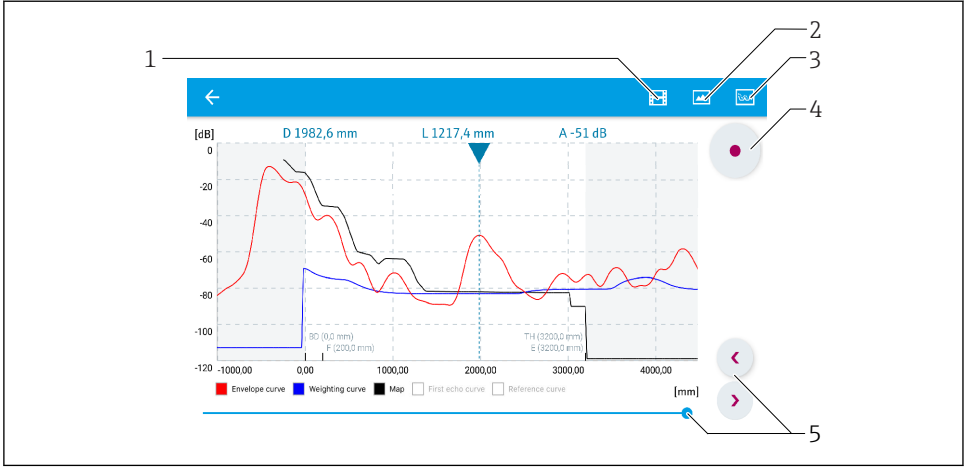 1
2
3
4
[dB]
D 1982,6 mm
L 1217,4 mm
A -51 dB
0
-20
-40
-60
-80
-100
-120
BD (0,0 mm)
F (200,0 mm)
TH (3200,0 mm)
E (3200,0 mm)
-1000,00
0,00
1000,00
2000,00
3000,00
4000,00
Envelope curve
Weighting curve
Map
First echo curve
Reference curve
[mm]
5